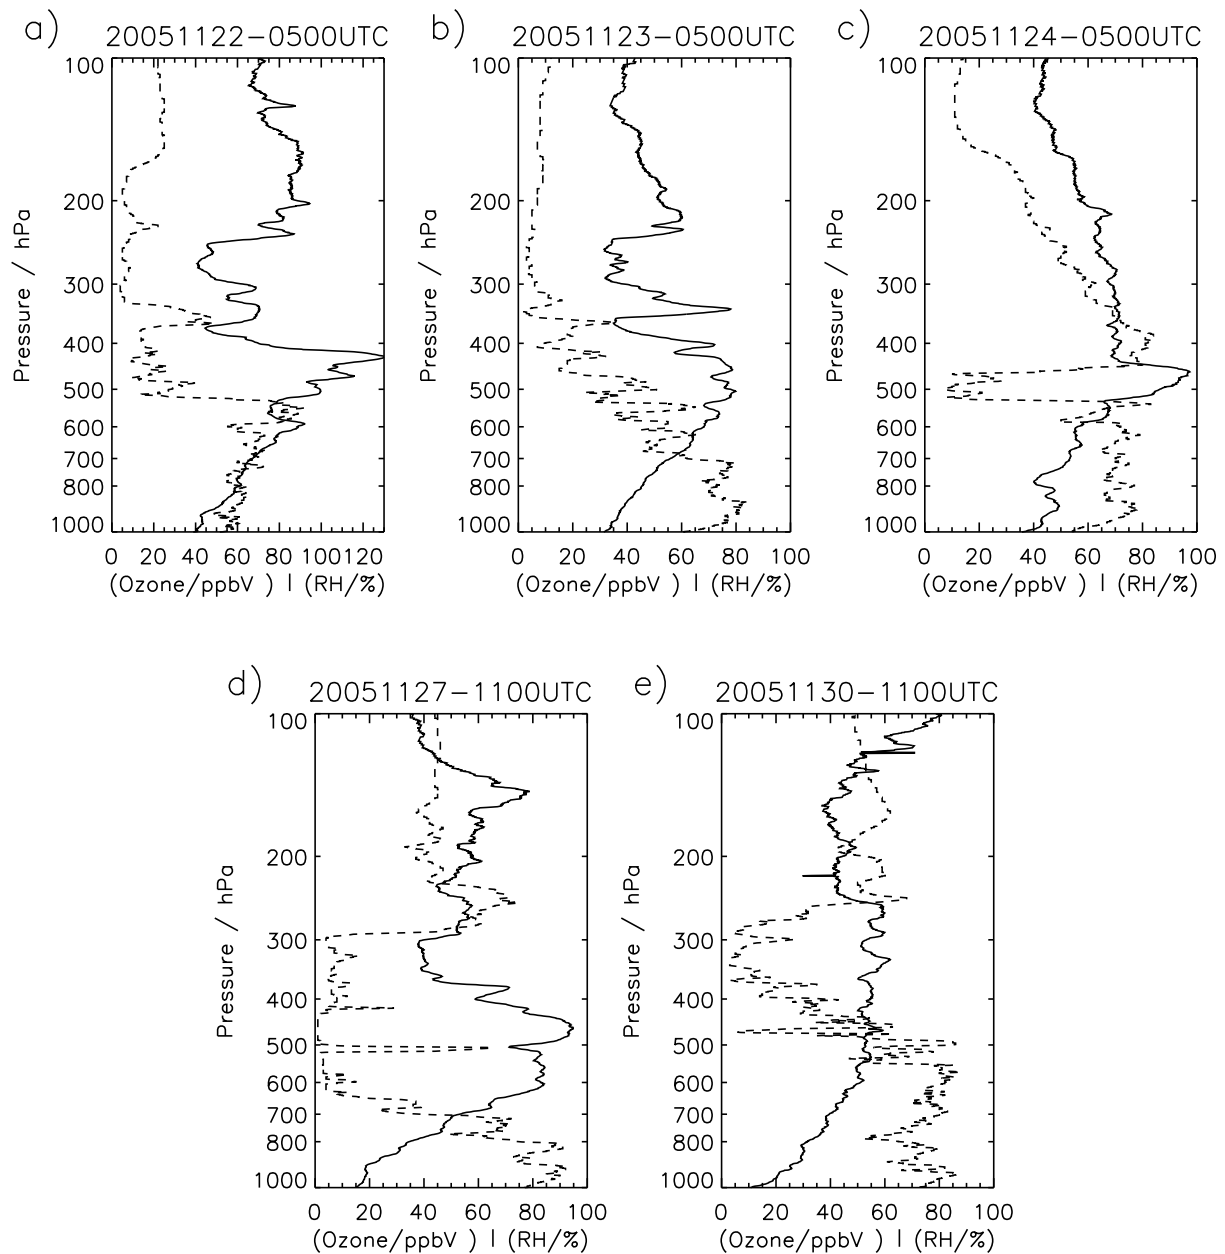 a) 20051122-0500UTC
100
200
300
400
500
600
700
800
1000
Pressure / hPa
0 20 40 60 80 100120
(Ozone/ppbV ) | (RH/%)
b) 20051123-0500UTC
100
200
300
400
500
600
700
800
1000
Pressure / hPa
0 20 40 60 80 100
(Ozone/ppbV ) | (RH/%)
c) 20051124-0500UTC
100
200
300
400
500
600
700
800
1000
Pressure / hPa
0 20 40 60 80 100
(Ozone/ppbV ) | (RH/%)
d) 20051127-1100UTC
100
200
300
400
500
600
700
800
1000
Pressure / hPa
0 20 40 60 80 100
(Ozone/ppbV ) | (RH/%)
e) 20051130-1100UTC
100
200
300
400
500
600
700
800
1000
Pressure / hPa
0 20 40 60 80 100
(Ozone/ppbV ) | (RH/%)